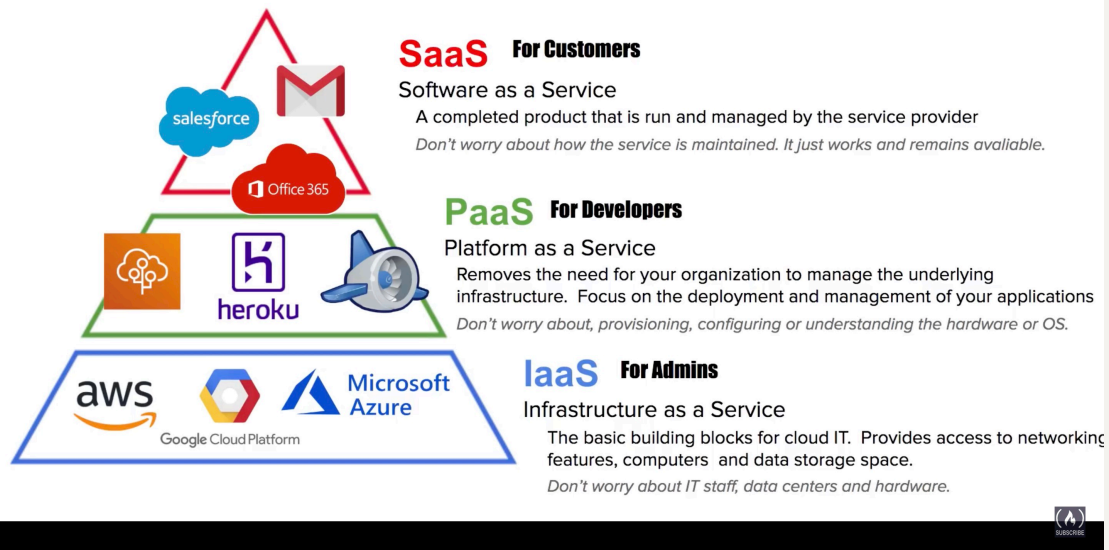 SaaS For Customers
Software as a Service
A completed product that is run and managed by the service provider
Don't worry about how the service is maintained. It just works and remains avaliable.
salesforce
Office 365
PaaS For Developers
Platform as a Service
Removes the need for your organization to manage the underlying
infrastructure. Focus on the deployment and management of your applications
Don't worry about, provisioning, configuring or understanding the hardware or OS.
heroku
IaaS For Admins
Infrastructure as a Service
The basic building blocks for cloud IT. Provides access to networking
features, computers and data storage space.
Don't worry about IT staff, data centers and hardware.
aws
Google Cloud Platform
Microsoft
Azure
SUBSCRIBE